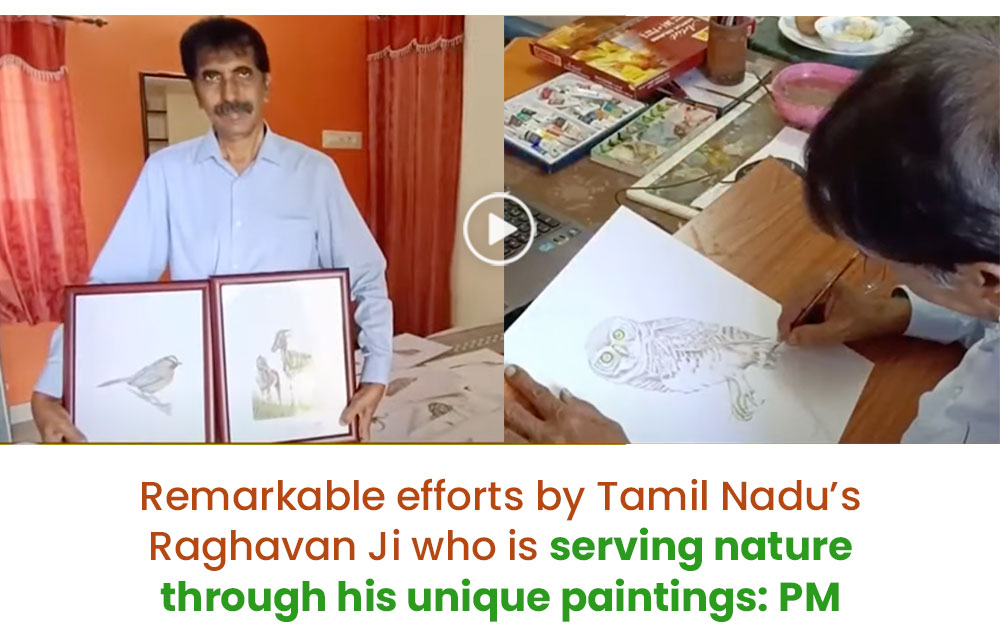 Remarkable efforts by Tamil Nadu’s
Raghavan Ji who is serving nature
through his unique paintings: PM